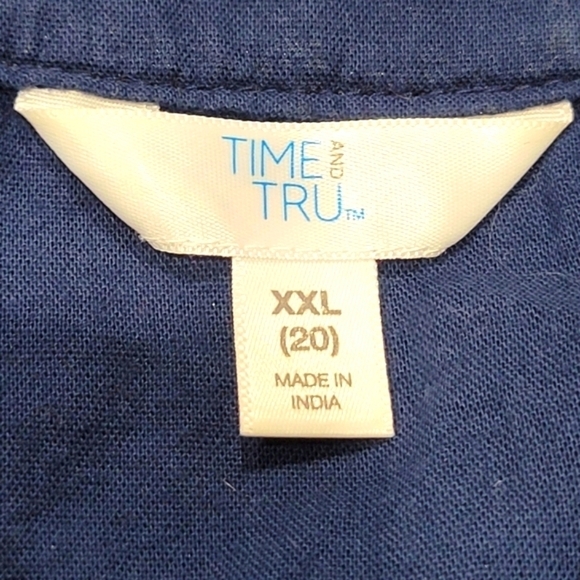 TIME AND
TRU™
XXL
(20)
MADE IN
INDIA